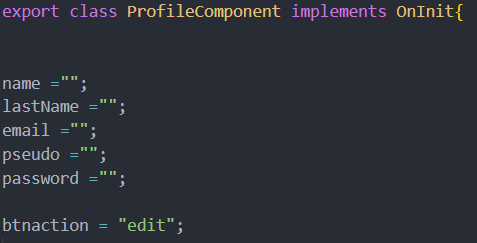 export class ProfileComponent implements OnInit{
name ="";
lastName ="";
email ="";
pseudo ="";
password ="";
btnaction = "edit";